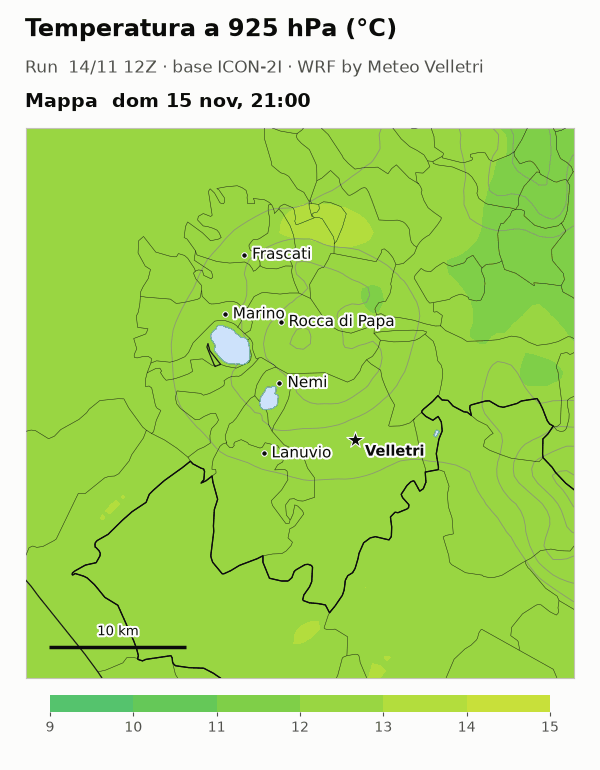 Temperatura a 925 hPa (°C)
Run  14/11 12Z · base ICON-2I · WRF by Meteo Velletri
Mappa  dom 15 nov, 21:00
Frascati
Marino
Rocca di Papa
Nemi
Velletri
Lanuvio
10 km
9 10 11 12 13 14 15